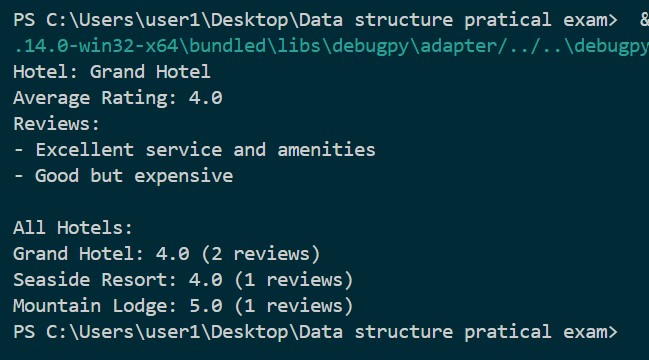 PS C:\Users\user1\Desktop\Data structure pratical exam>  &
.14.0-win32-x64\bundled\libs\debugpy\adapter/../..\debugpy
Hotel: Grand Hotel
Average Rating: 4.0
Reviews:
- Excellent service and amenities
- Good but expensive
All Hotels:
Grand Hotel: 4.0 (2 reviews)
Seaside Resort: 4.0 (1 reviews)
Mountain Lodge: 5.0 (1 reviews)
PS C:\Users\user1\Desktop\Data structure pratical exam>